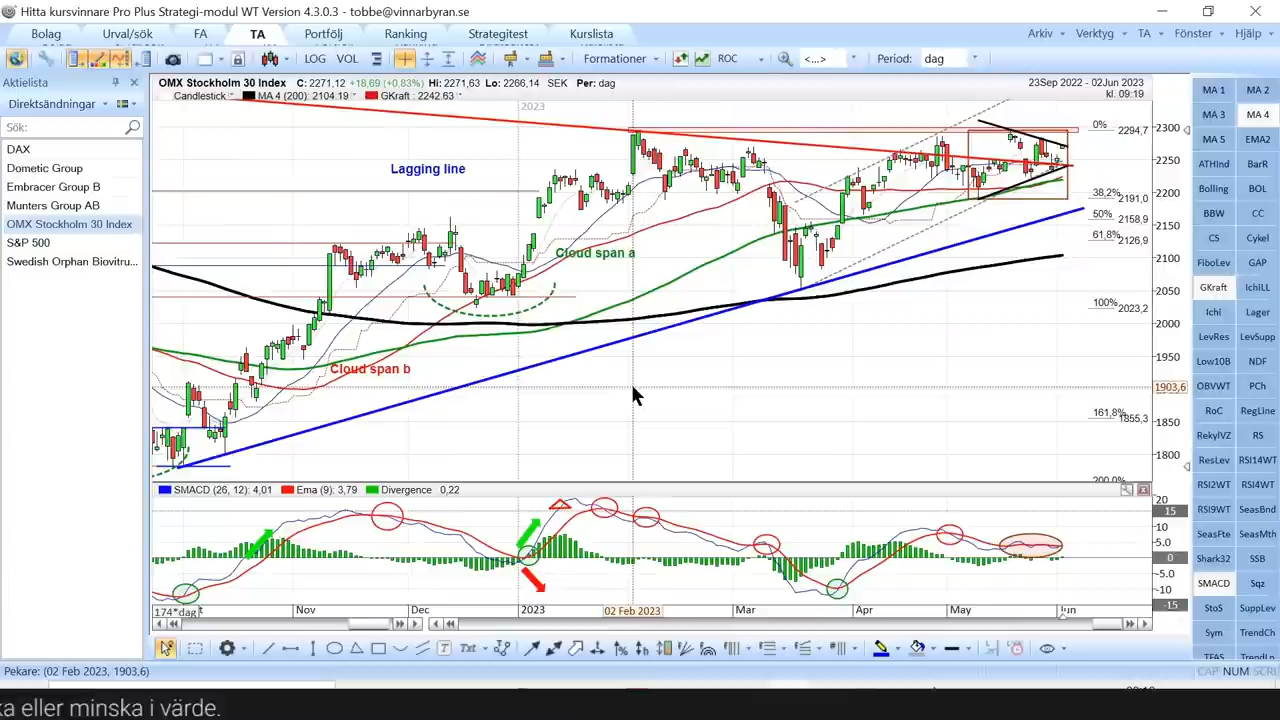 Hitta kursvinnare Pro Plus Strategi-modul WT Version 4.3.0.3 - tobbe@vinnarbyran.se
Bolag Urval/sök FA TA Portfölj Ranking Strategitest Kurslista Arkiv Verktyg TA Fönster Hjälp
LOG VOL Formationer ROC <...> Period: dag
Aktielista
Direktsändningar
Sök:
DAX
Dometic Group
Embracer Group B
Munters Group AB
OMX Stockholm 30 Index
S&P 500
Swedish Orphan Biovitru...
OMX Stockholm 30 Index C: 2271,12 +18,69 (+0,83%) Hi: 2271,63 Lo: 2266,14 SEK Per: dag 23Sep 2022 - 02Jun 2023
kl. 09:19
Candlestick MA 4 (200): 2104,19 GKraft: 2242,63
2023
Lagging line
Cloud span a
Cloud span b
0% 2294,7
38,2% 2191,0
50% 2158,9
61,8% 2126,9
100% 2023,2
161,8% 1855,3
200,0%
2300
2250
2200
2150
2100
2050
2000
1950
1903,6
1850
1800
SMACD (26, 12): 4,01 Ema (9): 3,79 Divergence 0,22
20
15
10
5.0
0
-5.0
-10
-15
174*dag Nov Dec 2023 02 Feb 2023 Mar Apr May Jun
MA 1 MA 2
MA 3 MA 4
MA 5 EMA2
ATHInd BarR
Bolling BOL
BBW CC
CS Cykel
FiboLev GAP
GKraft IchiLL
Ichi Lager
LevRes LevSupp
Low10B NDF
OBVWT PCh
RoC RegLine
RekylVZ RS
ResLev RSI14WT
RSI2WT RSI4WT
RSI9WT SeasBnd
SeasFte SeasMth
Shark32 SSB
SMACD Sqz
StoS SuppLev
Sym TrendCh
Txt
Pekare: (02 Feb 2023, 1903,6) CAP NUM SCRL
ka eller minska i värde.